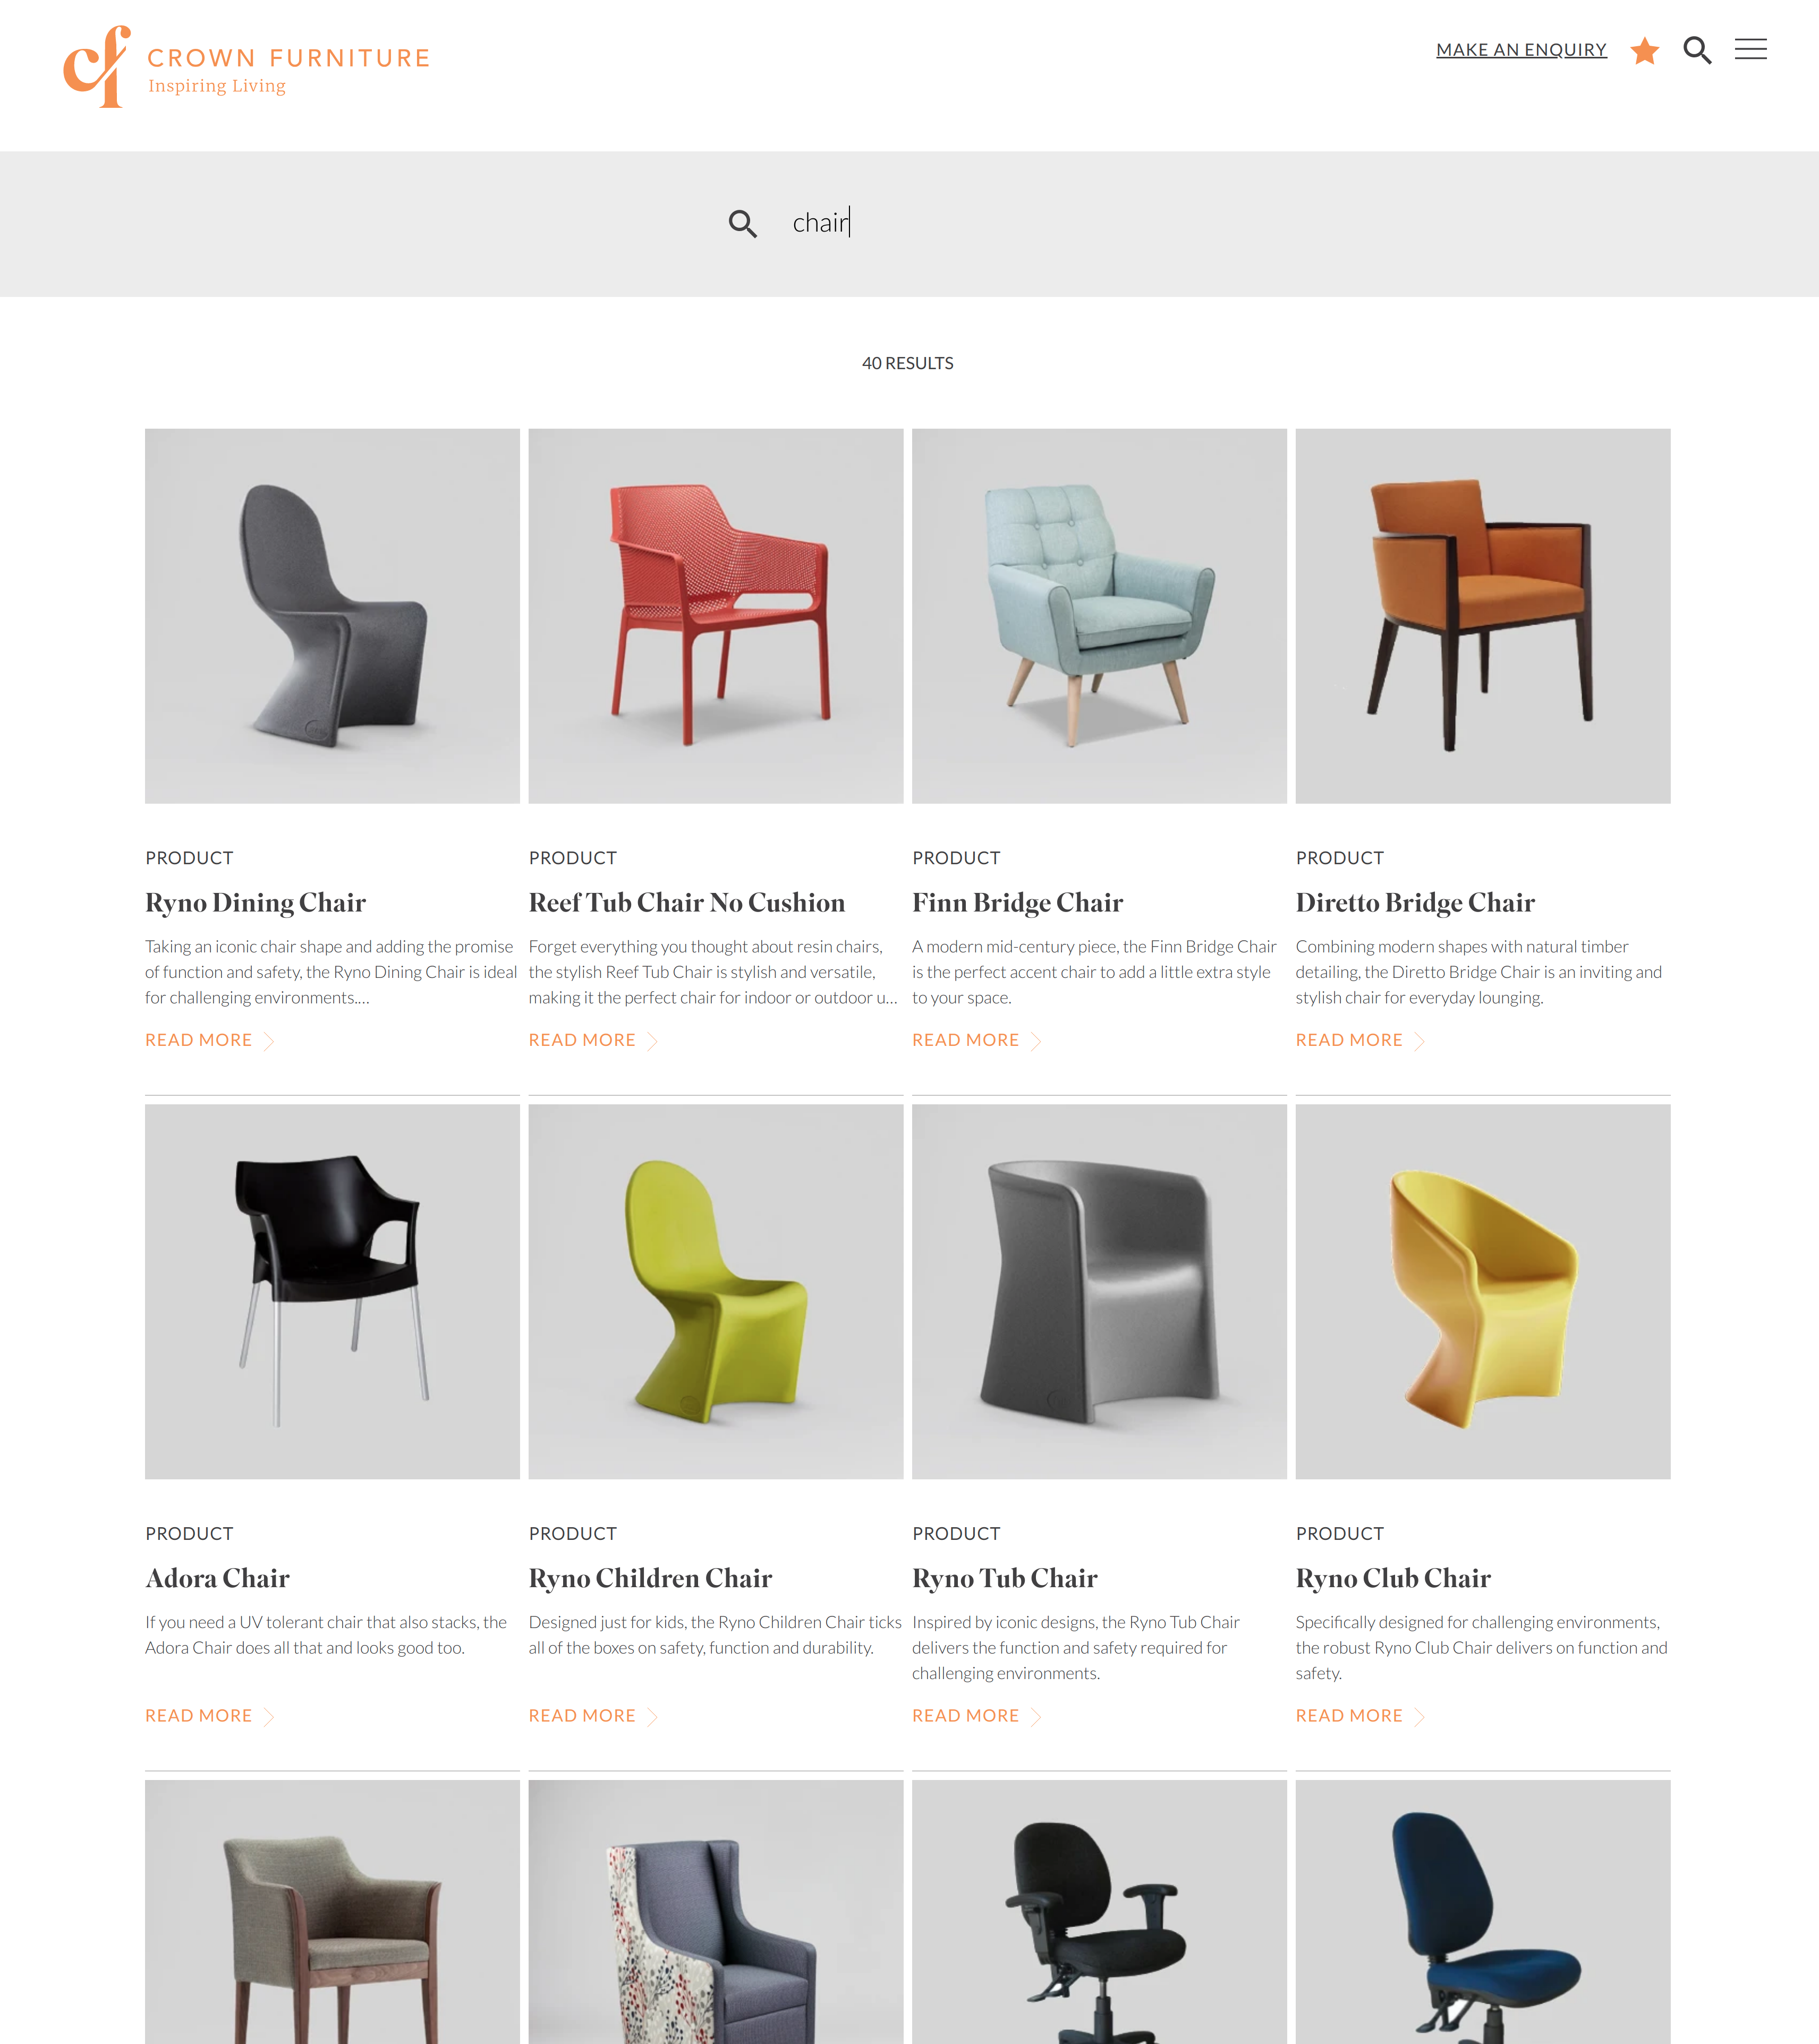 CROWN FURNITURE
Inspiring Living
MAKE AN ENQUIRY
chair
40 RESULTS
PRODUCT
Ryno Dining Chair
Taking an iconic chair shape and adding the promise
of function and safety, the Ryno Dining Chair is ideal
for challenging environments....
READ MORE
PRODUCT
Reef Tub Chair No Cushion
Forget everything you thought about resin chairs,
the stylish Reef Tub Chair is stylish and versatile,
making it the perfect chair for indoor or outdoor u...
READ MORE
PRODUCT
Finn Bridge Chair
A modern mid-century piece, the Finn Bridge Chair
is the perfect accent chair to add a little extra style
to your space.
READ MORE
PRODUCT
Diretto Bridge Chair
Combining modern shapes with natural timber
detailing, the Diretto Bridge Chair is an inviting and
stylish chair for everyday lounging.
READ MORE
PRODUCT
Adora Chair
If you need a UV tolerant chair that also stacks, the
Adora Chair does all that and looks good too.
READ MORE
PRODUCT
Ryno Children Chair
Designed just for kids, the Ryno Children Chair ticks
all of the boxes on safety, function and durability.
READ MORE
PRODUCT
Ryno Tub Chair
Inspired by iconic designs, the Ryno Tub Chair
delivers the function and safety required for
challenging environments.
READ MORE
PRODUCT
Ryno Club Chair
Specifically designed for challenging environments,
the robust Ryno Club Chair delivers on function and
safety.
READ MORE